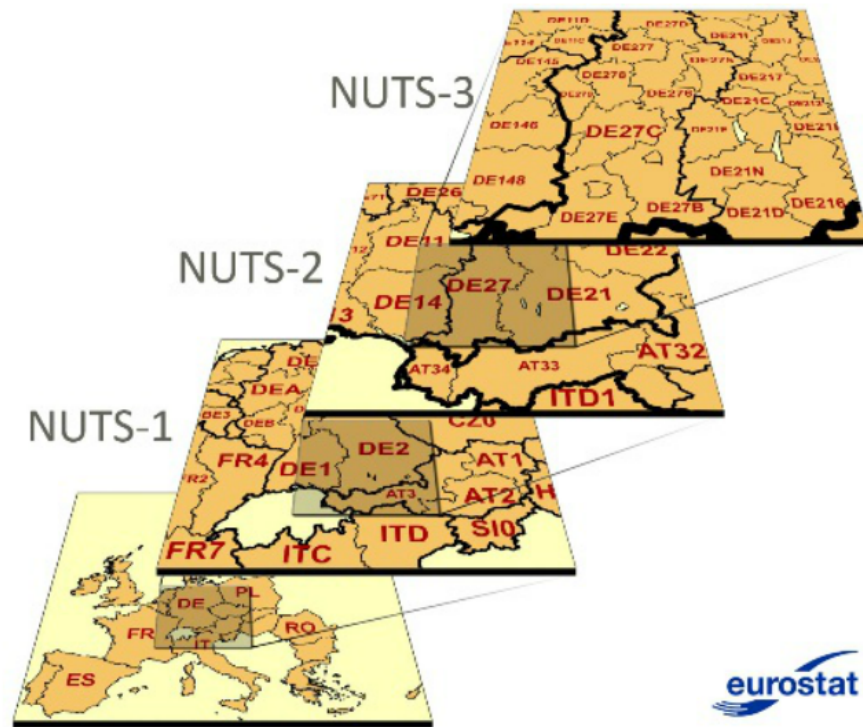 NUTS-3
DE27D
DE277
DE145
DE278
DE217
DE21C
DE146
DE27C
DE21N
DE148
DE27E
DE27B
DE21D
DE216
NUTS-2
DE26
DE11
DE22
DE27
DE14
DE21
13
AT34
AT33
AT32
ITD1
NUTS-1
DE
DEA
DE3
DEB
CZ0
DE2
FR4
DE1
FR2
AT1
AT3
AT2
H
SI0
ITD
ITC
FR7
PL
DE
FR
RO
IT
ES
eurostat